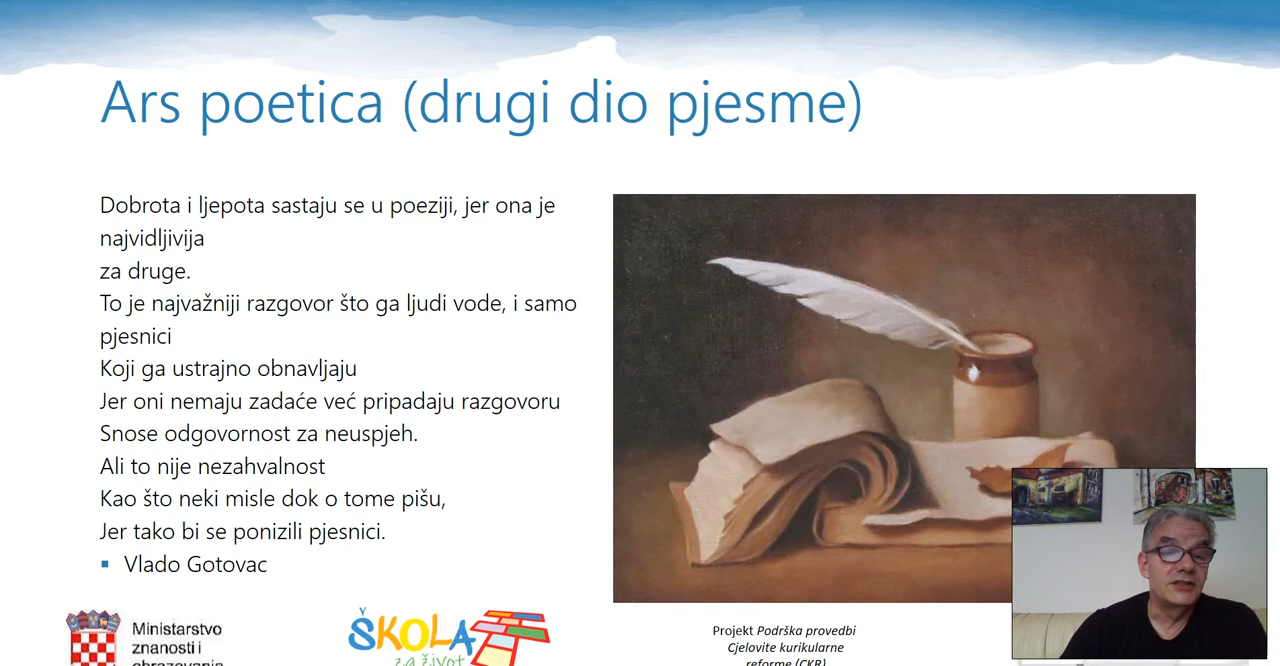 Ars poetica (drugi dio pjesme)
Dobrota i ljepota sastaju se u poeziji, jer ona je
najvidljivija
za druge.
To je najvažniji razgovor što ga ljudi vode, i samo
pjesnici
Koji ga ustrajno obnavljaju
Jer oni nemaju zadaće već pripadaju razgovoru
Snose odgovornost za neuspjeh.
Ali to nije nezahvalnost
Kao što neki misle dok o tome pišu,
Jer tako bi se ponizili pjesnici.
▪ Vlado Gotovac
Ministarstvo
znanosti i
obrazovanja
ŠKOLA
za život
Projekt Podrška provedbi
Cjelovite kurikularne
reforme (CKR)